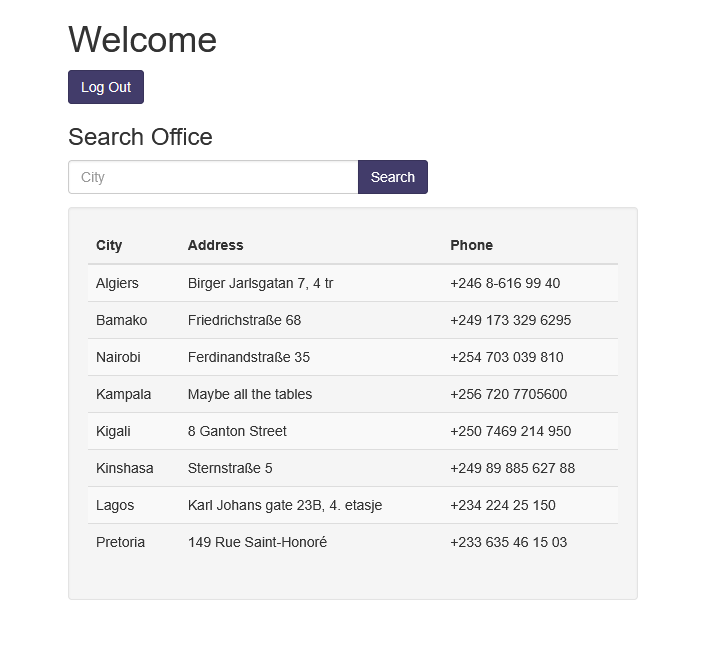 Welcome
Log Out
Search Office
City Search
City Address Phone
Algiers Birger Jarlsgatan 7, 4 tr +246 8-616 99 40
Bamako Friedrichstraße 68 +249 173 329 6295
Nairobi Ferdinandstraße 35 +254 703 039 810
Kampala Maybe all the tables +256 720 7705600
Kigali 8 Ganton Street +250 7469 214 950
Kinshasa Sternstraße 5 +249 89 885 627 88
Lagos Karl Johans gate 23B, 4. etasje +234 224 25 150
Pretoria 149 Rue Saint-Honoré +233 635 46 15 03